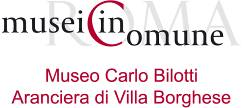 ROMA
musei in Comune
Museo Carlo Bilotti
Aranciera di Villa Borghese